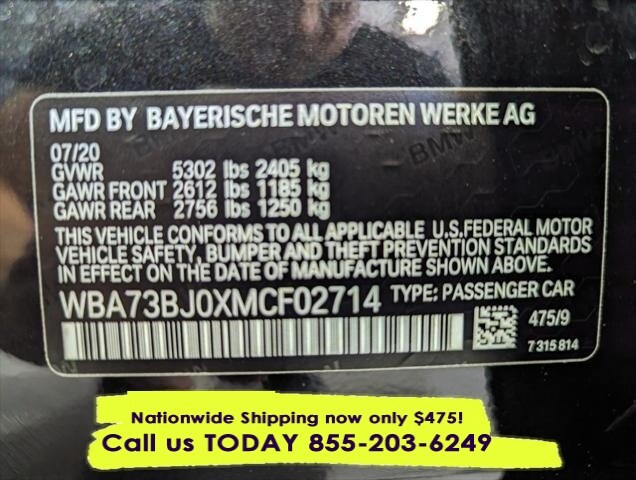 MFD BY BAYERISCHE MOTOREN WERKE AG
07/20
GVWR 5302 lbs 2405 kg
GAWR FRONT 2612 lbs 1185 kg
GAWR REAR 2756 lbs 1250 kg
THIS VEHICLE CONFORMS TO ALL APPLICABLE U.S.FEDERAL MOTOR
VEHICLE SAFETY, BUMPER AND THEFT PREVENTION STANDARDS
IN EFFECT ON THE DATE OF MANUFACTURE SHOWN ABOVE.
WBA73BJ0XMCF02714 TYPE: PASSENGER CAR
475/9
7315814
Nationwide Shipping now only $475!
Call us TODAY 855-203-6249